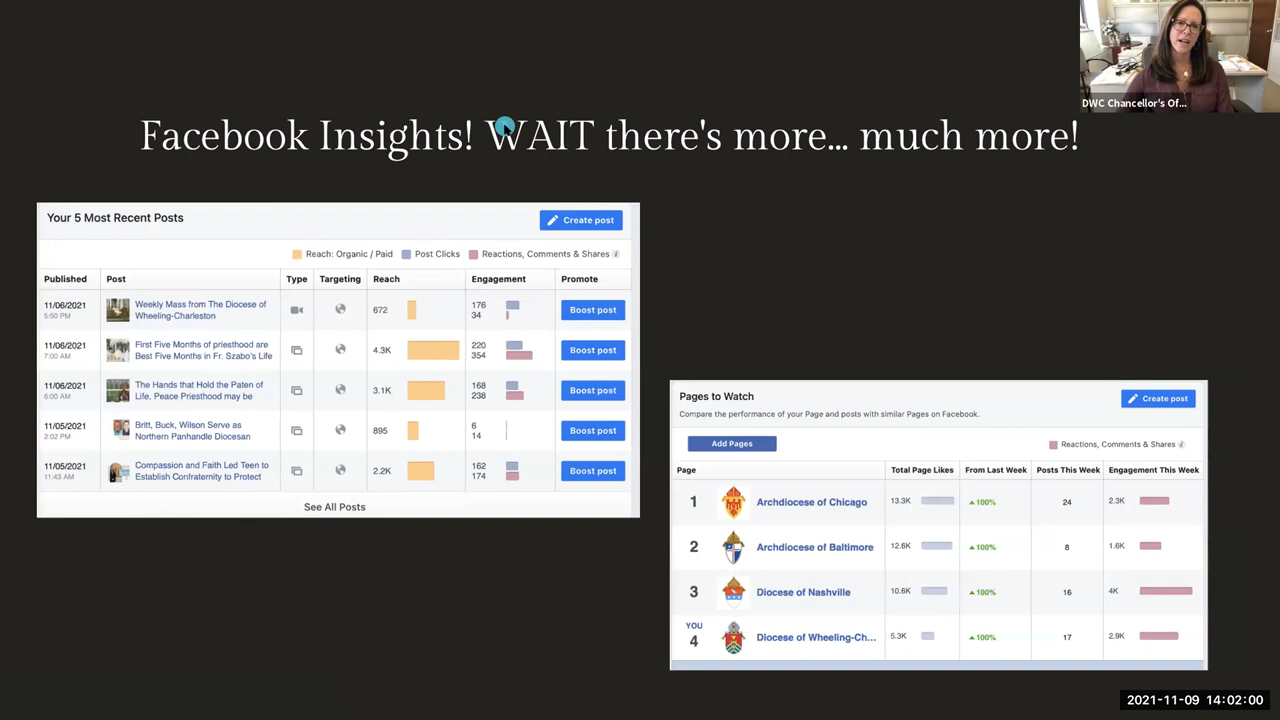 DWC Chancellor's Of...
Facebook Insights! WAIT there's more... much more!
Your 5 Most Recent Posts
Create post
Reach: Organic / Paid Post Clicks Reactions, Comments & Shares i
Published Post Type Targeting Reach Engagement Promote
11/06/2021 Weekly Mass from The Diocese of 672 176 Boost post
5:50 PM Wheeling-Charleston 34
11/06/2021 First Five Months of priesthood are 4.3K 220 Boost post
7:00 AM Best Five Months in Fr. Szabo's Life 354
11/06/2021 The Hands that Hold the Paten of 3.1K 168 Boost post
6:00 AM Life, Peace Priesthood may be 238
11/05/2021 Britt, Buck, Wilson Serve as 895 6 Boost post
2:02 PM Northern Panhandle Diocesan 14
11/05/2021 Compassion and Faith Led Teen to 2.2K 162 Boost post
11:43 AM Establish Confraternity to Protect 174
See All Posts
Pages to Watch
Create post
Compare the performance of your Page and posts with similar Pages on Facebook.
Add Pages Reactions, Comments & Shares i
Page Total Page Likes From Last Week Posts This Week Engagement This Week
1 Archdiocese of Chicago 13.3K ▲100% 24 2.3K
2 Archdiocese of Baltimore 12.6K ▲100% 8 1.6K
3 Diocese of Nashville 10.6K ▲100% 16 4K
YOU
4 Diocese of Wheeling-Ch... 5.3K ▲100% 17 2.9K
2021-11-09 14:02:00